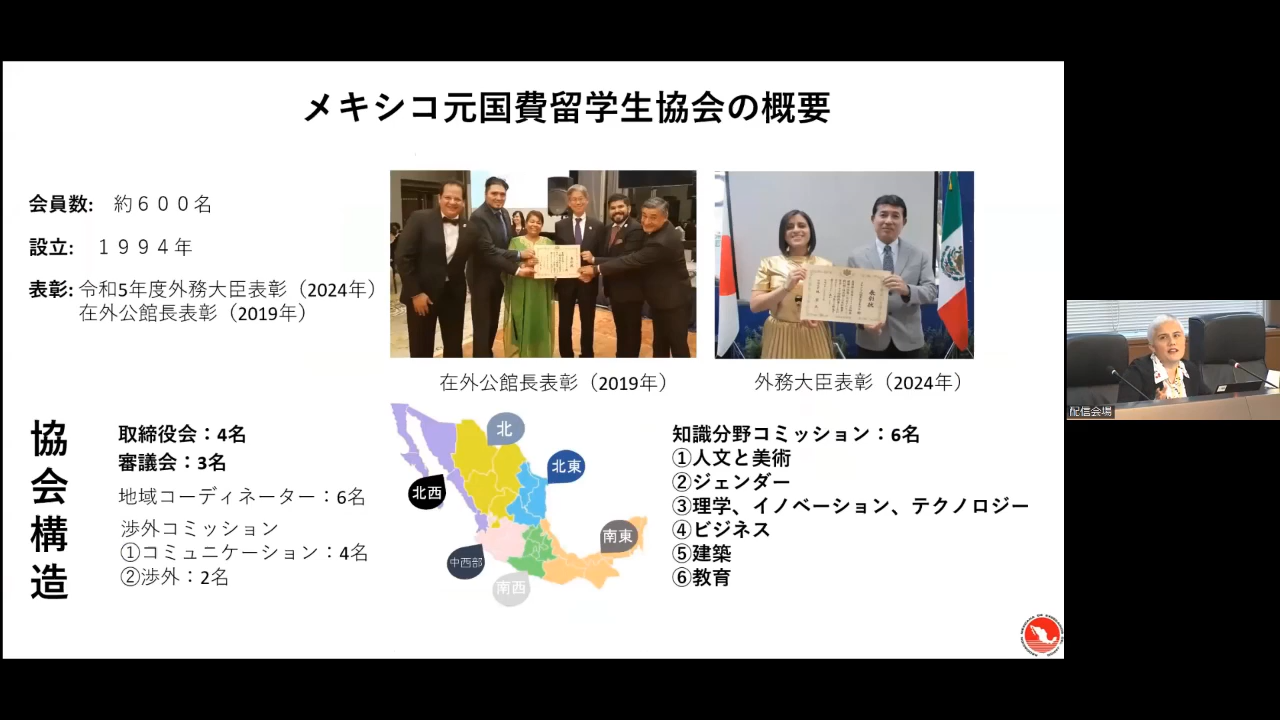 メキシコ元国費留学生協会の概要
会員数: 約６００名
設立: １９９４年
表彰: 令和5年度外務大臣表彰（2024年）
在外公館長表彰（2019年）
在外公館長表彰（2019年）
外務大臣表彰（2024年）
協会構造
取締役会：4名
審議会：3名
地域コーディネーター：6名
渉外コミッション
①コミュニケーション：4名
②渉外：2名
北
北東
北西
南東
中西部
南西
知識分野コミッション：6名
①人文と美術
②ジェンダー
③理学、イノベーション、テクノロジー
④ビジネス
⑤建築
⑥教育
表彰状
配信会場